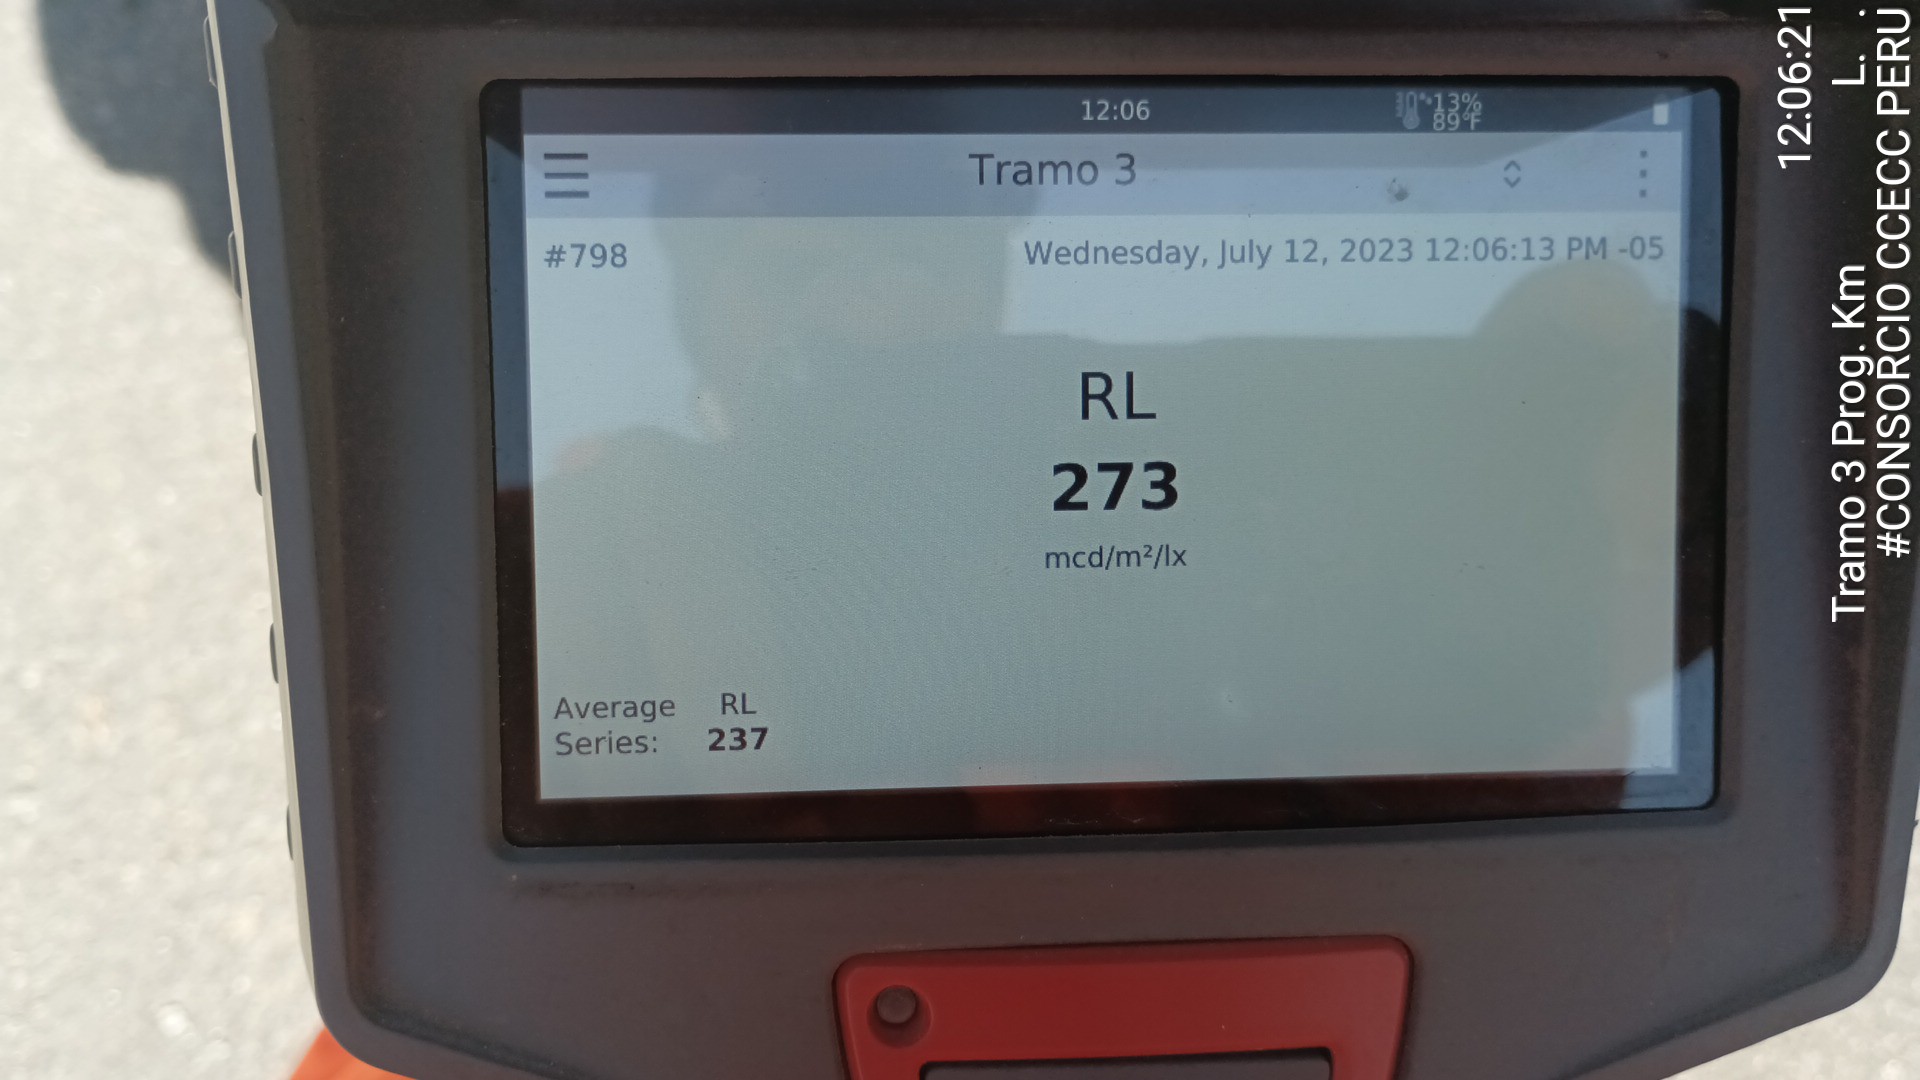 12:06
13%
89°F
Tramo 3
#798
Wednesday, July 12, 2023 12:06:13 PM -05
RL
273
mcd/m²/lx
Average RL
Series: 237
12:06:21
Tramo 3 Prog. Km L. .
#CONSORCIO CCECC PERU